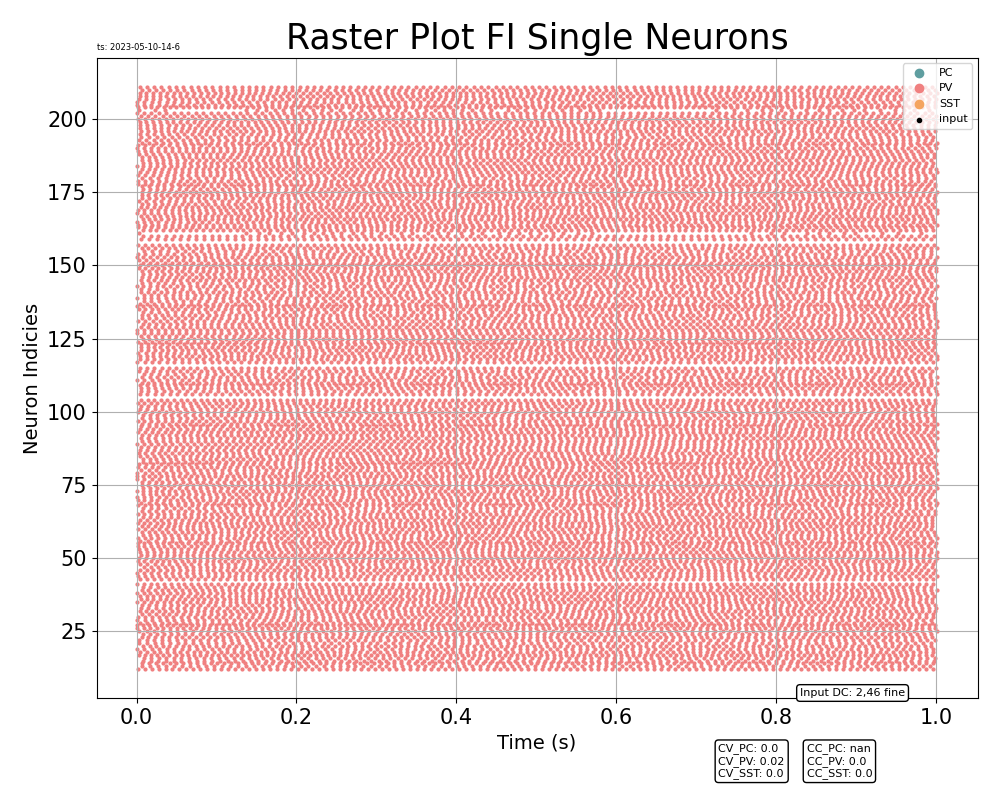 Raster Plot FI Single Neurons
ts: 2023-05-10-14-6
PC
PV
SST
input
200
175
150
125
100
75
50
25
Neuron Indicies
0.0
0.2
0.4
0.6
0.8
1.0
Time (s)
Input DC: 2,46 fine
CV_PC: 0.0
CV_PV: 0.02
CV_SST: 0.0
CC_PC: nan
CC_PV: 0.0
CC_SST: 0.0